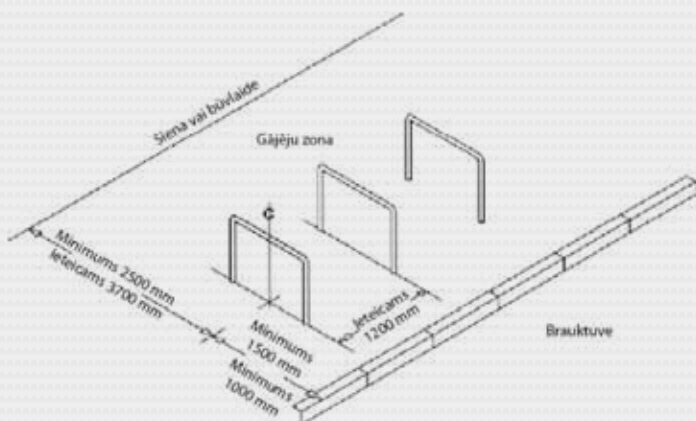 Siena vai būvlaide
Gājēju zona
Minimums 2500 mm
Ieteicams 3700 mm
Ieteicams
1200 mm
Minimums
1500 mm
Minimums
1000 mm
Brauktuve